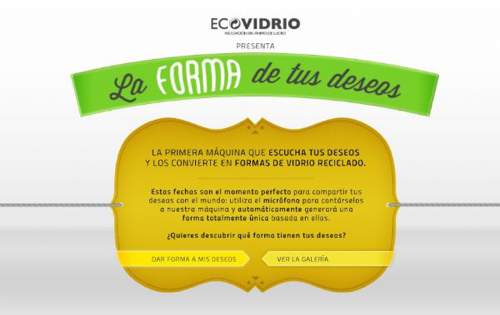 ECOVIDRIO
PRESENTA
La FORMA de tus deseos
LA PRIMERA MÁQUINA QUE ESCUCHA TUS DESEOS
Y LOS CONVIERTE EN FORMAS DE VIDRIO RECICLADO.
Estas fechas son el momento perfecto para compartir tus
deseos con el mundo: utiliza el micrófono para contárselos
a nuestra máquina y automáticamente generará una
forma totalmente única basada en ellos.
¿Quieres descubrir qué forma tienen tus deseos?
DAR FORMA A MIS DESEOS
VER LA GALERÍA